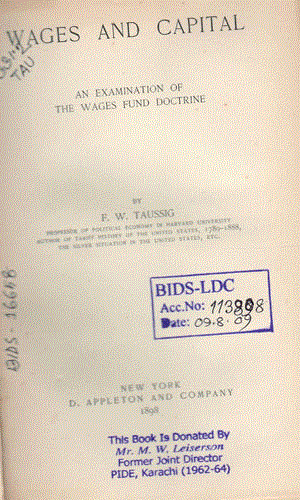 WAGES AND CAPITAL
TAU
AN EXAMINATION OF
THE WAGES FUND DOCTRINE
BY
F. W. TAUSSIG
PROFESSOR OF POLITICAL ECONOMY IN HARVARD UNIVERSITY
AUTHOR OF TARIFF HISTORY OF THE UNITED STATES, 1789-1888,
THE SILVER SITUATION IN THE UNITED STATES, ETC.
BIDS-LDC
Acc.No:
Date: 09.8.09
NEW YORK
D. APPLETON AND COMPANY
1898
This Book Is Donated By
Mr. M. W. Leiserson
Former Joint Director
PIDE, Karachi (1962-64)